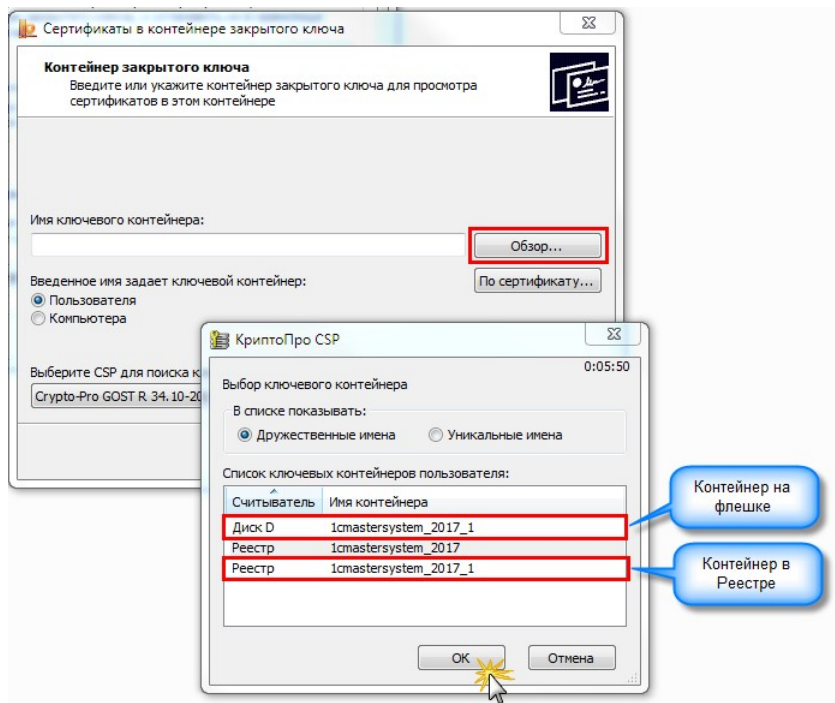 Сертификаты в контейнере закрытого ключа
Контейнер закрытого ключа
Введите или укажите контейнер закрытого ключа для просмотра
сертификатов в этом контейнере
Имя ключевого контейнера:
Обзор...
Введенное имя задает ключевой контейнер:
По сертификату...
Пользователя
Компьютера
Выберите CSP для поиска к
Crypto-Pro GOST R 34.10-20
КриптоПро CSP
0:05:50
Выбор ключевого контейнера
В списке показывать:
Дружественные имена Уникальные имена
Список ключевых контейнеров пользователя:
Считыватель Имя контейнера
Диск D 1cmastersystem_2017_1
Реестр 1cmastersystem_2017
Реестр 1cmastersystem_2017_1
Контейнер на
флешке
Контейнер в
Реестре
OK Отмена